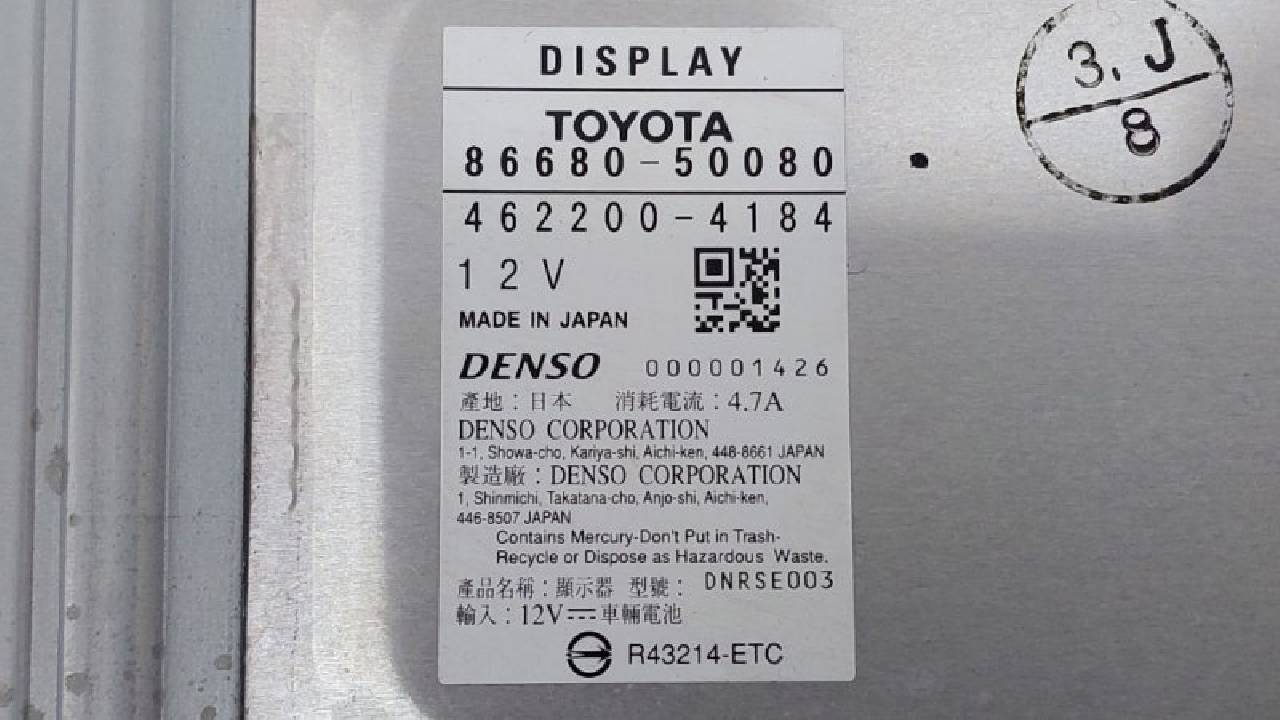 DISPLAY
TOYOTA
86680-50080
462200-4184
12V
MADE IN JAPAN
DENSO 000001426
產地：日本 消耗電流：4.7A
DENSO CORPORATION
1-1, Showa-cho, Kariya-shi, Aichi-ken, 448-8661 JAPAN
製造廠：DENSO CORPORATION
1, Shinmichi, Takatana-cho, Anjo-shi, Aichi-ken,
446-8507 JAPAN
Contains Mercury-Don't Put in Trash-
Recycle or Dispose as Hazardous Waste.
產品名稱：顯示器 型號： DNRSE003
輸入：12V⎓車輛電池
R43214-ETC
3. J
8